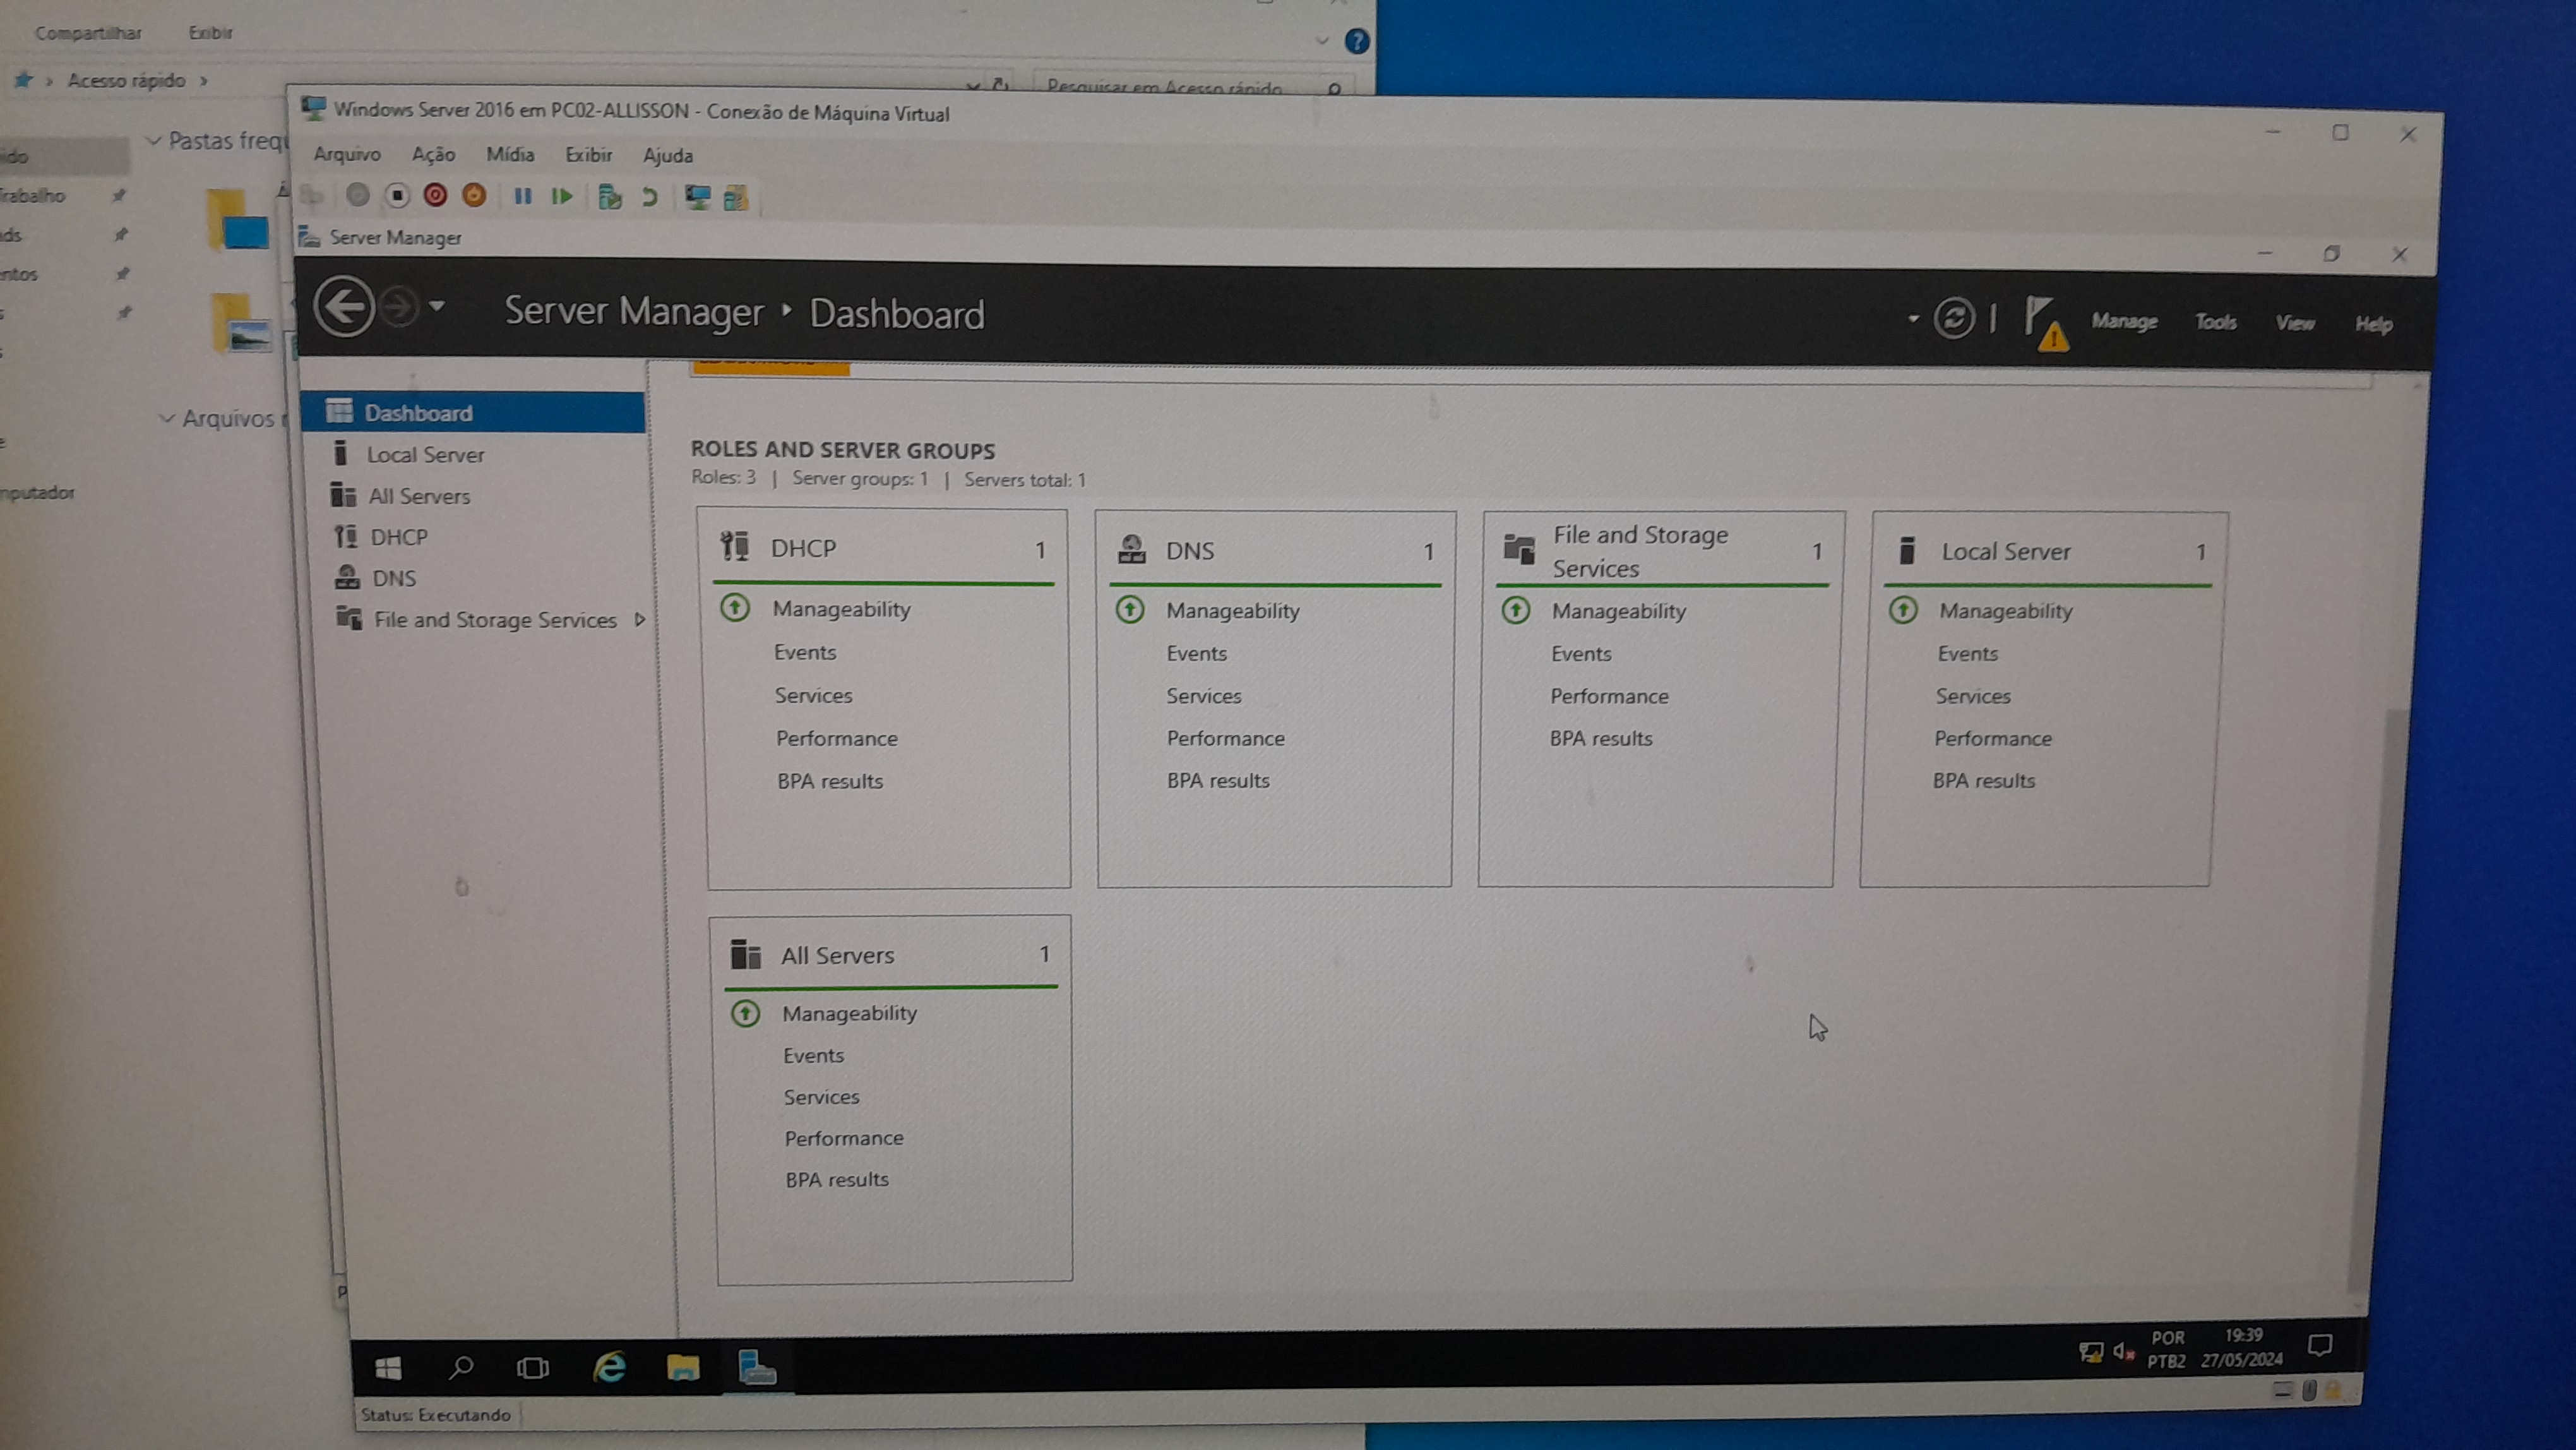 Compartilhar Exibir
Acesso rápido
Pesquisar em Acesso rápido
Pastas freq
Arquivos
Windows Server 2016 em PC02-ALLISSON - Conexão de Máquina Virtual
Arquivo Ação Mídia Exibir Ajuda
Server Manager
Server Manager Dashboard
Manage Tools View Help
Dashboard
Local Server
All Servers
DHCP
DNS
File and Storage Services
ROLES AND SERVER GROUPS
Roles: 3 | Server groups: 1 | Servers total: 1
DHCP 1
Manageability
Events
Services
Performance
BPA results
DNS 1
Manageability
Events
Services
Performance
BPA results
File and Storage
Services 1
Manageability
Events
Performance
BPA results
Local Server 1
Manageability
Events
Services
Performance
BPA results
All Servers 1
Manageability
Events
Services
Performance
BPA results
POR
PTB2
19:39
27/05/2024
Status: Executando